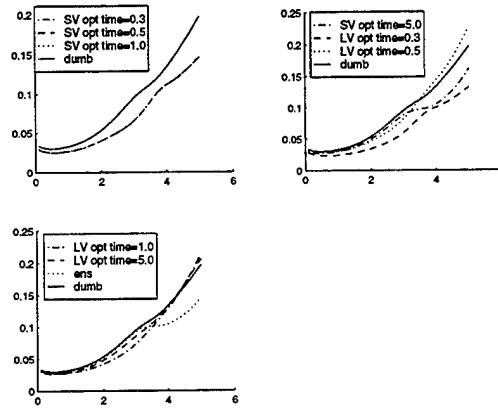 0.2
0.15
0.1
0.05
0
SV opt time=0.3
SV opt time=0.5
SV opt time=1.0
dumb
0 2 4 6
0.25
0.2
0.15
0.1
0.05
0
SV opt time=5.0
LV opt time=0.3
LV opt time=0.5
dumb
0 2 4 6
0.25
0.2
0.15
0.1
0.05
0
LV opt time=1.0
LV opt time=5.0
ens
dumb
0 2 4 6